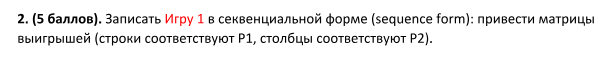 2. (5 баллов). Записать Игру 1 в секвенциальной форме (sequence form): привести матрицы
выигрышей (строки соответствуют P1, столбцы соответствуют P2).